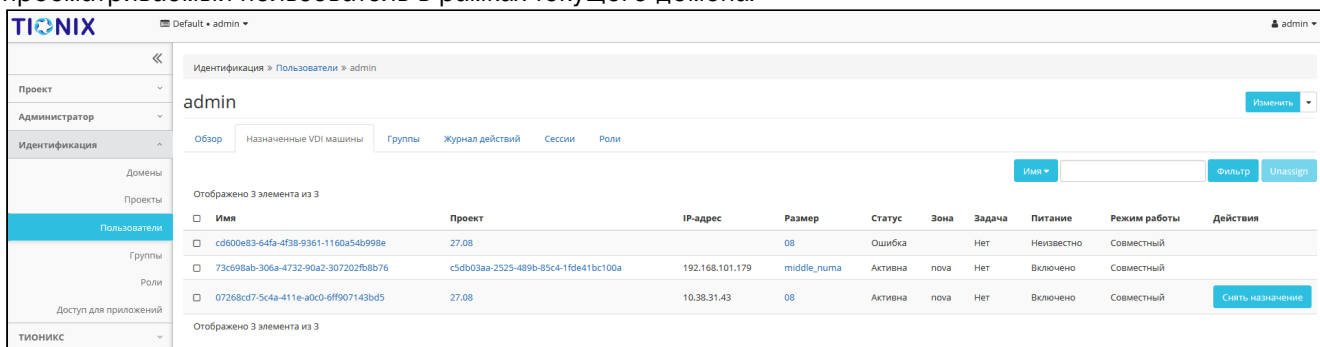 просматриваемый пользователь в рамках текущего домена.
TIONIX Default • admin admin
Идентификация » Пользователи » admin
Проект
admin Изменить
Администратор
Идентификация
Обзор Назначенные VDI машины Группы Журнал действий Сессии Роли
Имя Фильтр Unassign
Домены
Отображено 3 элемента из 3
Проекты
Имя Проект IP-адрес Размер Статус Зона Задача Питание Режим работы Действия
Пользователи
cd600e83-64fa-4f38-9361-1160a54b998e 27.08 08 Ошибка Нет Неизвестно Совместный
Группы
73c698ab-306a-4732-90a2-307202fb8b76 c5db03aa-2525-489b-85c4-1fde41bc100a 192.168.101.179 middle_numa Активна nova Нет Включено Совместный
Роли
07268cd7-5c4a-411e-a0c0-6ff907143bd5 27.08 10.38.31.43 08 Активна nova Нет Включено Совместный Снять назначение
Доступ для приложений
Отображено 3 элемента из 3
ТИОНИКС